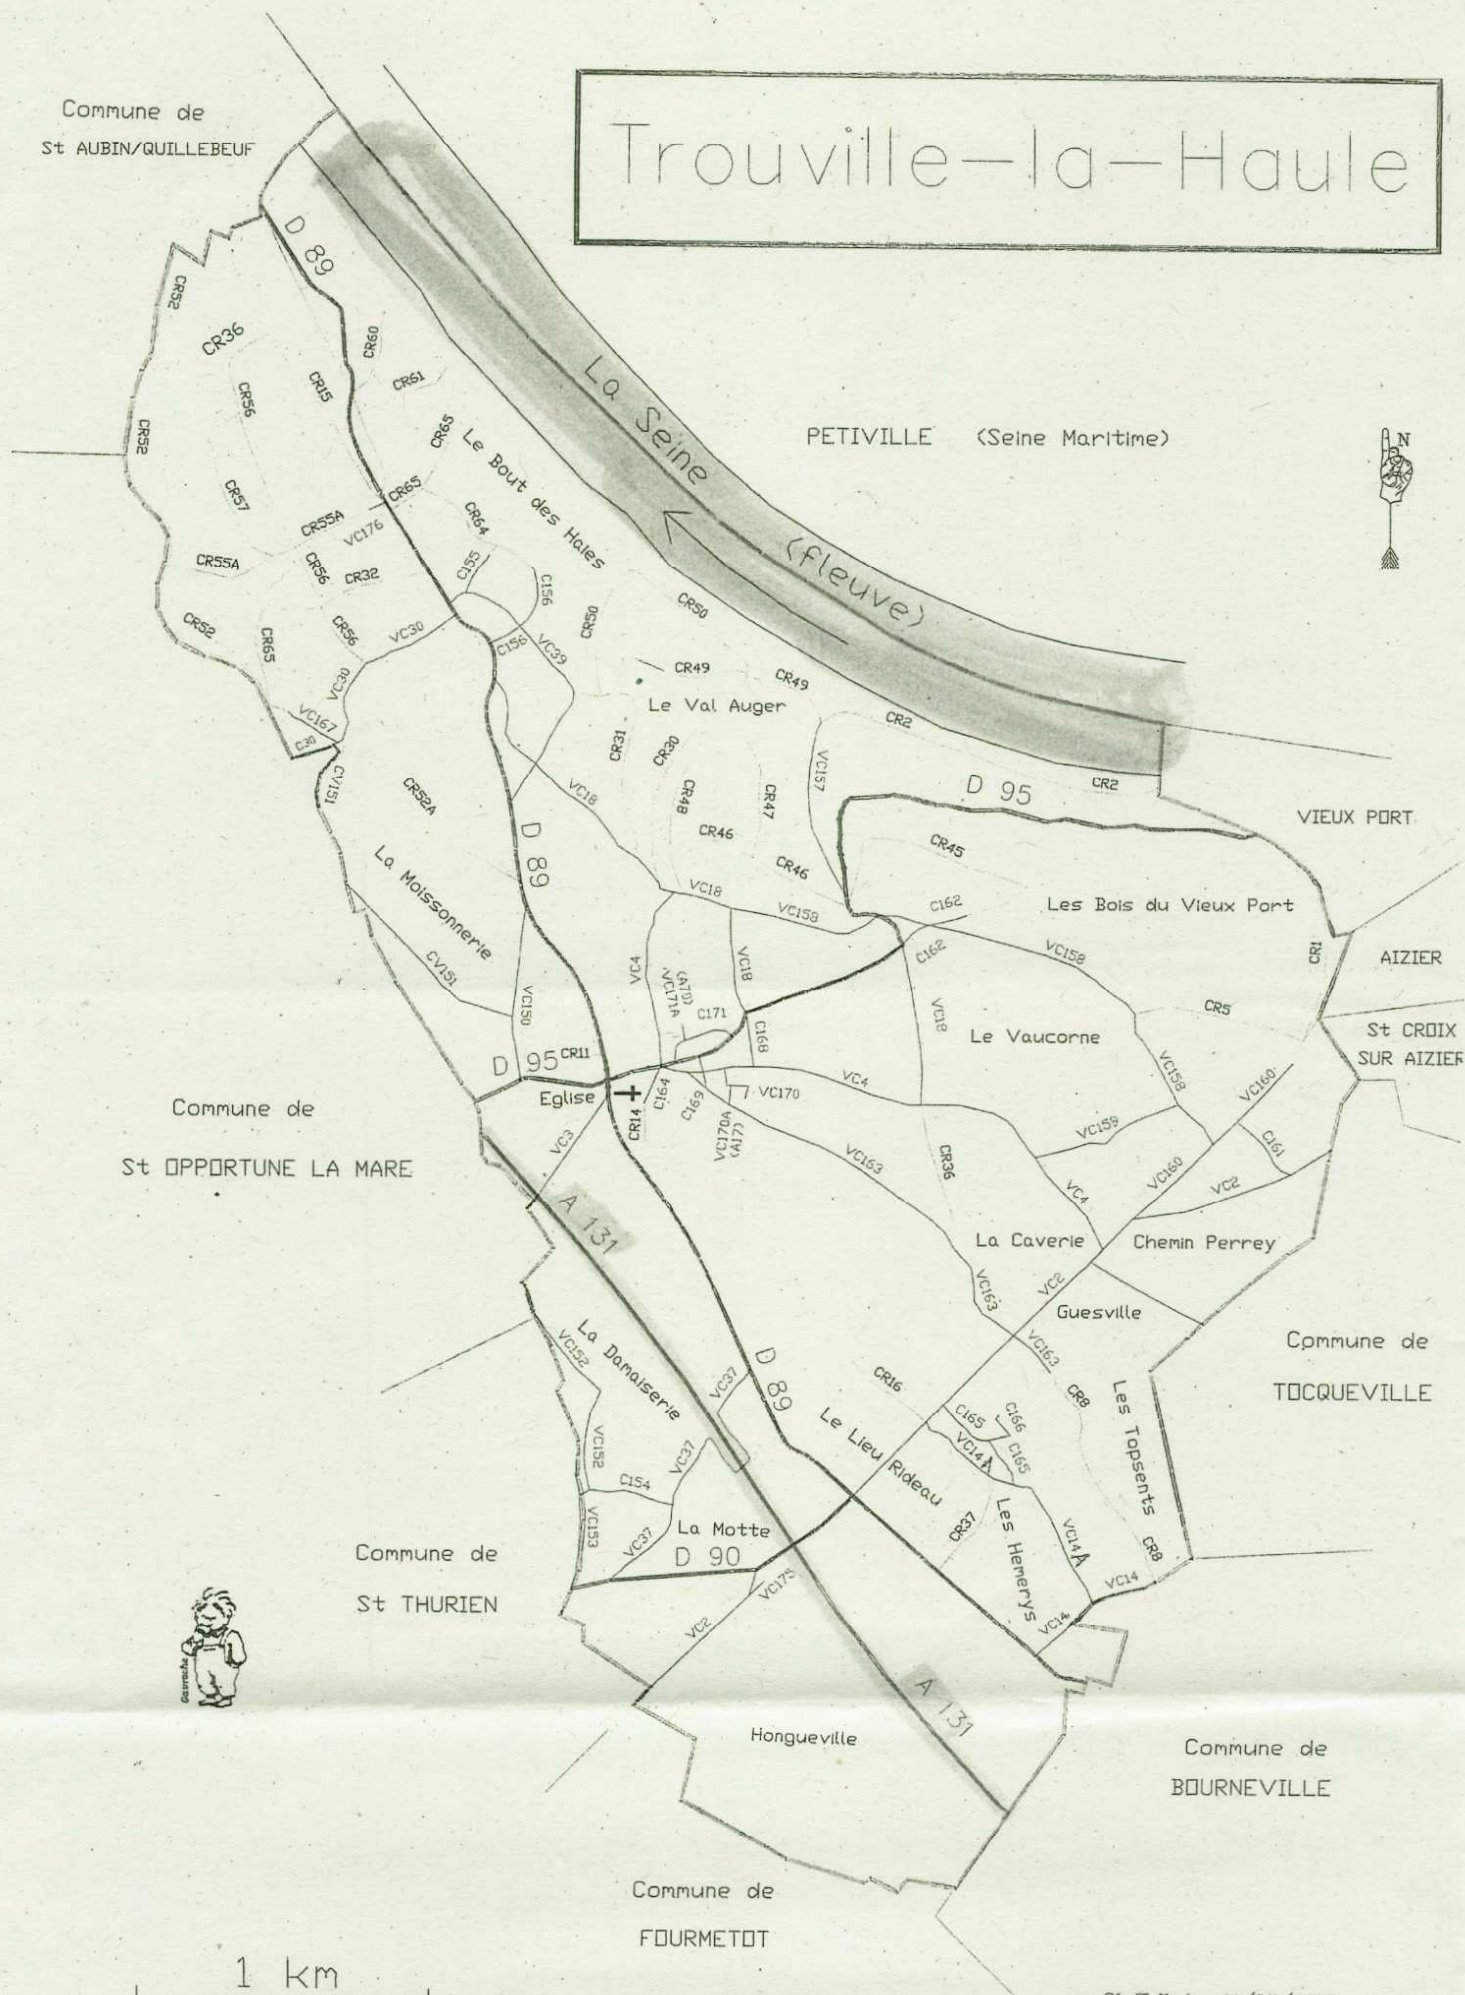 Trouville-la-Haule
Commune de
St AUBIN/QUILLEBEUF
D 89
CR52
CR36
CR60
CR15
CR61
CR56
CR65
CR52
La Seine
(fleuve)
PETIVILLE (Seine Maritime)
N
Le Bout des Haies
CR57
CR65
CR55A
VC176
CR64
CR55A
CR56
CR32
C155
C156
CR50
CR50
CR52
CR65
CR56
VC30
C156
VC39
CR49
CR49
VC30
Le Val Auger
VC167
C30
CR2
CR31
CR30
VC157
CV151
CR52A
VC18
CR48
CR47
D 95
CR2
VIEUX PORT
CR46
CR45
D 89
La Moissonnerie
CR46
VC18
VC158
C162
Les Bois du Vieux Port
CR1
AIZIER
CV151
VC4
VC18
C162
VC158
VC150
VC171A
(A70)
C171
C168
VC18
CR5
Le Vaucorne
St CROIX
SUR AIZIER
D 95
CR11
Eglise
CR14
C164
C169
VC170
VC170A
(A17)
VC4
VC158
VC160
Commune de
St OPPORTUNE LA MARE
VC3
VC163
CR36
VC159
C161
VC160
VC4
VC2
A 131
La Caverie
Chemin Perrey
VC163
VC2
Guesville
Commune de
TOCQUEVILLE
La Damaiserie
VC152
VC163
D 89
VC37
CR16
CR8
Les Topsents
Le Lieu Rideau
C165
C166
VC14A
C165
VC152
VC37
C154
Les Hemerys
CR37
VC153
VC37
La Motte
D 90
VC14A
CR8
VC14
VC175
VC14
VC2
Commune de
St THURIEN
Gavroche
A 131
Hongueville
Commune de
BOURNEVILLE
Commune de
FOURMETOT
1 km